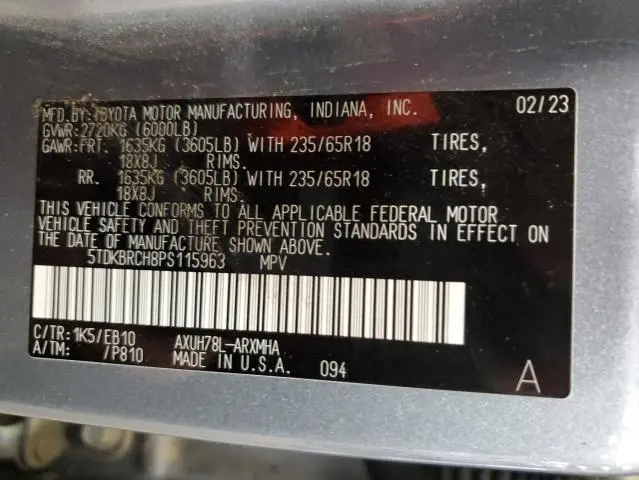 MFD.BY:TOYOTA MOTOR MANUFACTURING, INDIANA, INC. 02/23
GVWR:2720KG (6000LB)
GAWR:FRT. 1635KG (3605LB) WITH 235/65R18 TIRES,
18X8J RIMS.
RR. 1635KG (3605LB) WITH 235/65R18 TIRES,
18X8J RIMS.
THIS VEHICLE CONFORMS TO ALL APPLICABLE FEDERAL MOTOR
VEHICLE SAFETY AND THEFT PREVENTION STANDARDS IN EFFECT ON
THE DATE OF MANUFACTURE SHOWN ABOVE.
5TDKBRCH8PS115963 MPV
C/TR:1K5/EB10 AXUH78L-ARXMHA
A/TM: /P810 MADE IN U.S.A. 094 A